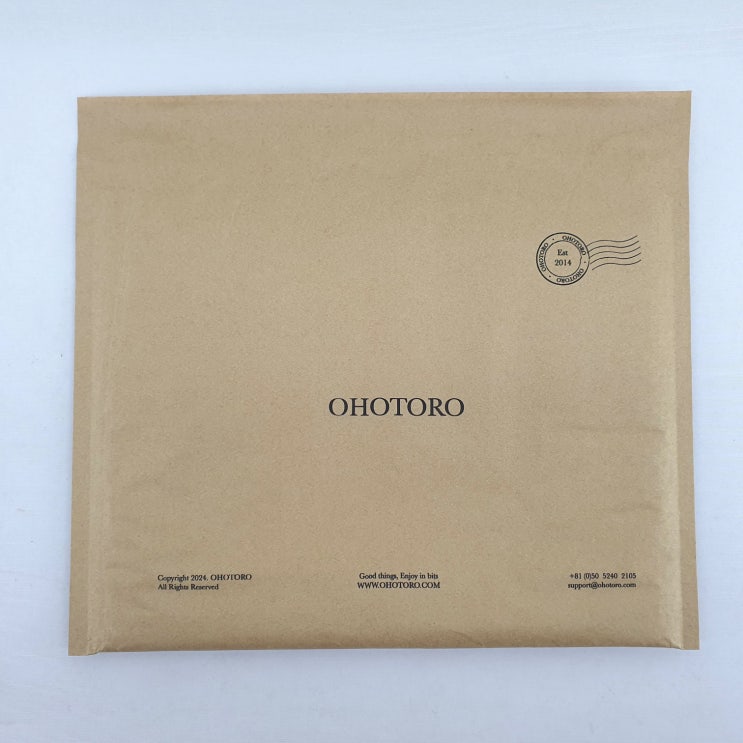 OHOTORO · OHOTORO · OHOTORO ·
Est
2014
OHOTORO
Copyright 2024. OHOTORO
All Rights Reserved
Good things, Enjoy in bits
WWW.OHOTORO.COM
+81 (0)50 5240 2105
support@ohotoro.com